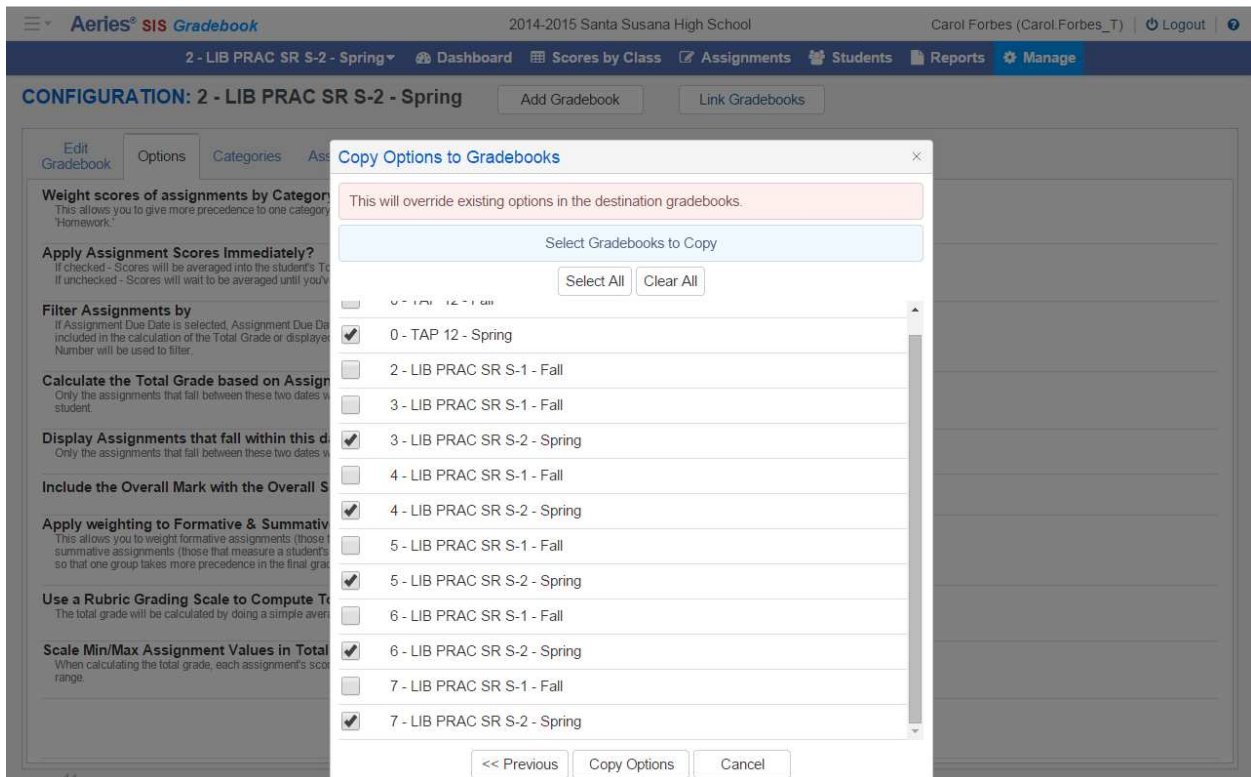 Aeries® SIS Gradebook
2014-2015 Santa Susana High School
Carol Forbes (Carol.Forbes_T) | Logout
2 - LIB PRAC SR S-2 - Spring Dashboard Scores by Class Assignments Students Reports Manage
CONFIGURATION: 2 - LIB PRAC SR S-2 - Spring
Add Gradebook
Link Gradebooks
Edit Gradebook
Options
Categories
Ass
Weight scores of assignments by Category
This allows you to give more precedence to one category
'Homework.'
Apply Assignment Scores Immediately?
If checked - Scores will be averaged into the student's To
If unchecked - Scores will wait to be averaged until you'v
Filter Assignments by
If Assignment Due Date is selected, Assignment Due Da
included in the calculation of the Total Grade or displayed
Number will be used to filter.
Calculate the Total Grade based on Assign
Only the assignments that fall between these two dates w
student.
Display Assignments that fall within this da
Only the assignments that fall between these two dates w
Include the Overall Mark with the Overall S
Apply weighting to Formative & Summativ
This allows you to weight formative assignments (those t
summative assignments (those that measure a student's
so that one group takes more precedence in the final grad
Use a Rubric Grading Scale to Compute To
The total grade will be calculated by doing a simple avera
Scale Min/Max Assignment Values in Total
When calculating the total grade, each assignment's scor
range.
Copy Options to Gradebooks
This will override existing options in the destination gradebooks.
Select Gradebooks to Copy
Select All
Clear All
0 - TAP 12 - Fall
0 - TAP 12 - Spring
2 - LIB PRAC SR S-1 - Fall
3 - LIB PRAC SR S-1 - Fall
3 - LIB PRAC SR S-2 - Spring
4 - LIB PRAC SR S-1 - Fall
4 - LIB PRAC SR S-2 - Spring
5 - LIB PRAC SR S-1 - Fall
5 - LIB PRAC SR S-2 - Spring
6 - LIB PRAC SR S-1 - Fall
6 - LIB PRAC SR S-2 - Spring
7 - LIB PRAC SR S-1 - Fall
7 - LIB PRAC SR S-2 - Spring
<< Previous
Copy Options
Cancel